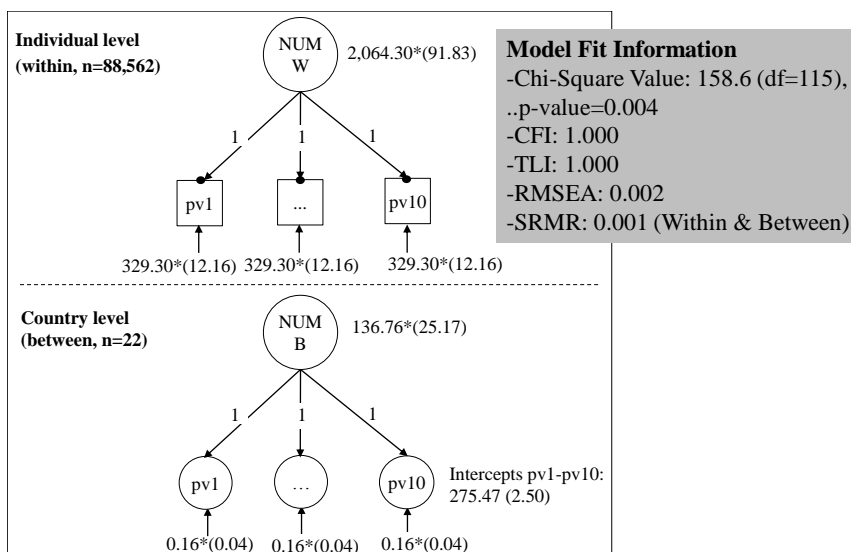 Individual level
(within, n=88,562)
NUM
W
2,064.30*(91.83)
1
1
1
pv1
...
pv10
329.30*(12.16)
329.30*(12.16)
329.30*(12.16)
Model Fit Information
-Chi-Square Value: 158.6 (df=115),
..p-value=0.004
-CFI: 1.000
-TLI: 1.000
-RMSEA: 0.002
-SRMR: 0.001 (Within & Between)
Country level
(between, n=22)
NUM
B
136.76*(25.17)
1
1
1
pv1
…
pv10
Intercepts pv1-pv10:
275.47 (2.50)
0.16*(0.04)
0.16*(0.04)
0.16*(0.04)